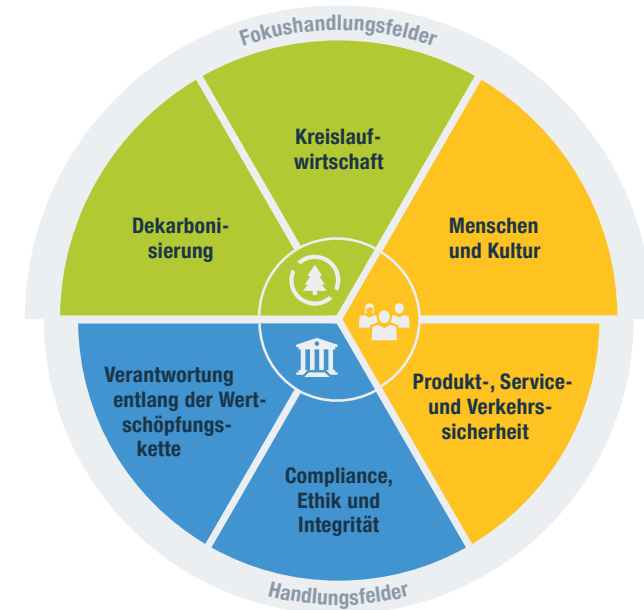 Fokushandlungsfelder
Kreislauf-
wirtschaft
Dekarboni-
sierung
Menschen
und Kultur
Verantwortung
entlang der Wert-
schöpfungs-
kette
Produkt-, Service-
und Verkehrs-
sicherheit
Compliance,
Ethik und
Integrität
Handlungsfelder